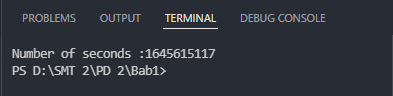 PROBLEMS OUTPUT TERMINAL DEBUG CONSOLE
Number of seconds :1645615117
PS D:\SMT 2\PD 2\Bab1>